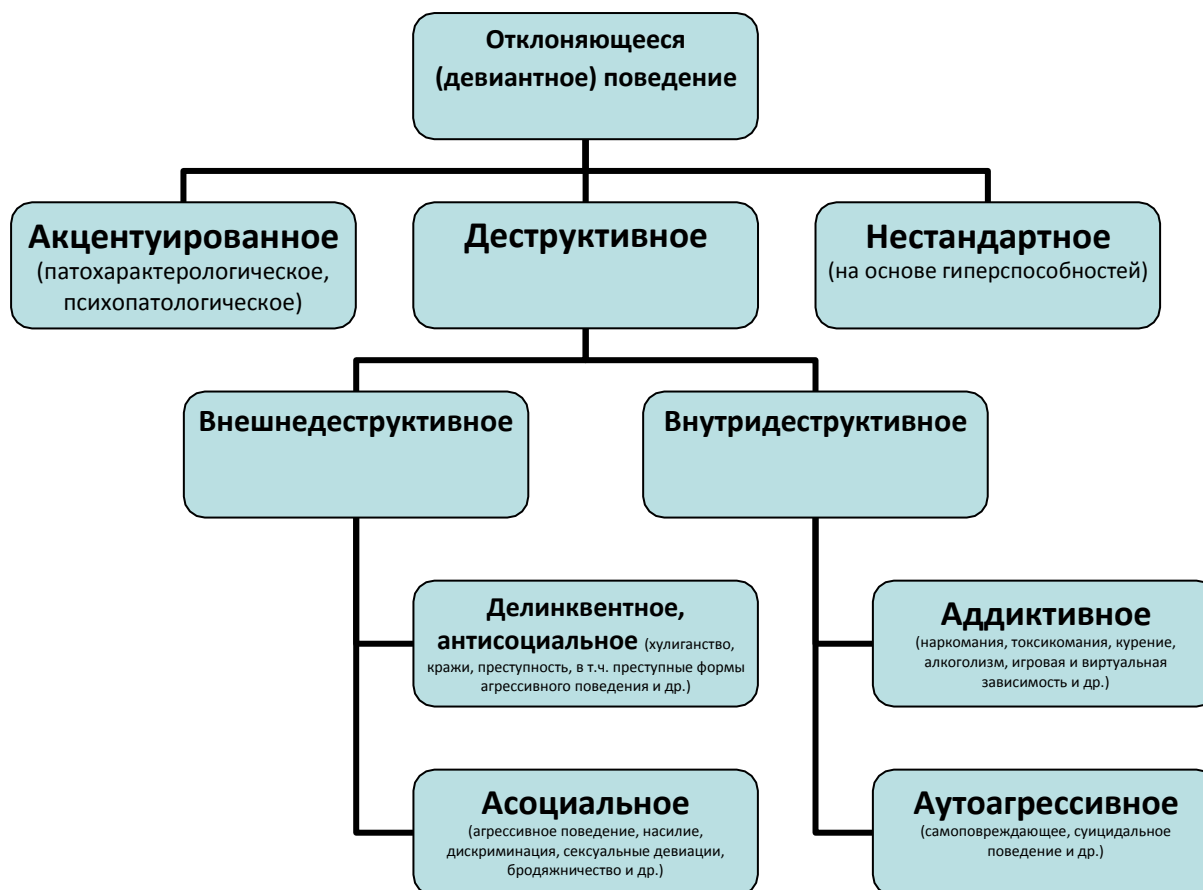 Отклоняющееся
(девиантное) поведение
Акцентуированное
(патохарактерологическое,
психопатологическое)
Деструктивное
Нестандартное
(на основе гиперспособностей)
Внешнедеструктивное
Внутридеструктивное
Делинквентное,
антисоциальное (хулиганство,
кражи, преступность, в т.ч. преступные формы
агрессивного поведения и др.)
Аддиктивное
(наркомания, токсикомания, курение,
алкоголизм, игровая и виртуальная
зависимость и др.)
Асоциальное
(агрессивное поведение, насилие,
дискриминация, сексуальные девиации,
бродяжничество и др.)
Аутоагрессивное
(самоповреждающее, суицидальное
поведение и др.)